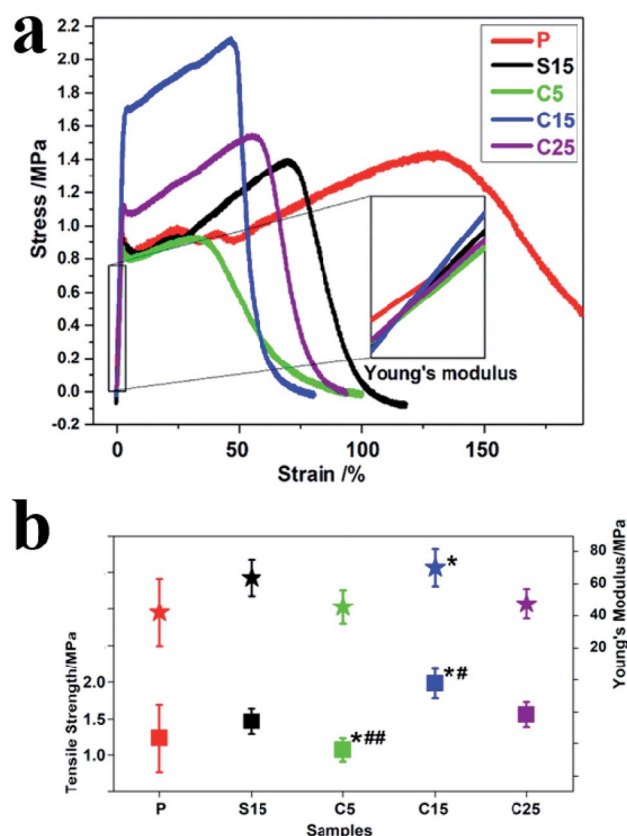 a
Stress /MPa
2.2
2.0
1.8
1.6
1.4
1.2
1.0
0.8
0.6
0.4
0.2
0.0
-0.2
P
S15
C5
C15
C25
Young's modulus
0 50 100 150
Strain /%
b
Tensile Strength/MPa
2.0
1.5
1.0
Young's Modulus/MPa
80
60
40
20
*
*#
*##
P S15 C5 C15 C25
Samples